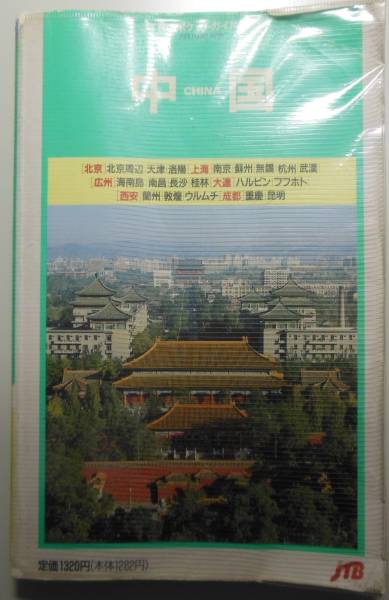 中 CHINA 国
北京 北京周辺 天津 洛陽 上海 南京 蘇州 無錫 杭州 武漢
広州 海南島 南昌 長沙 桂林 大連 ハルビン フフホト
西安 蘭州 敦煌 ウルムチ 成都 重慶 昆明
定価1320円(本体1282円)
JTB